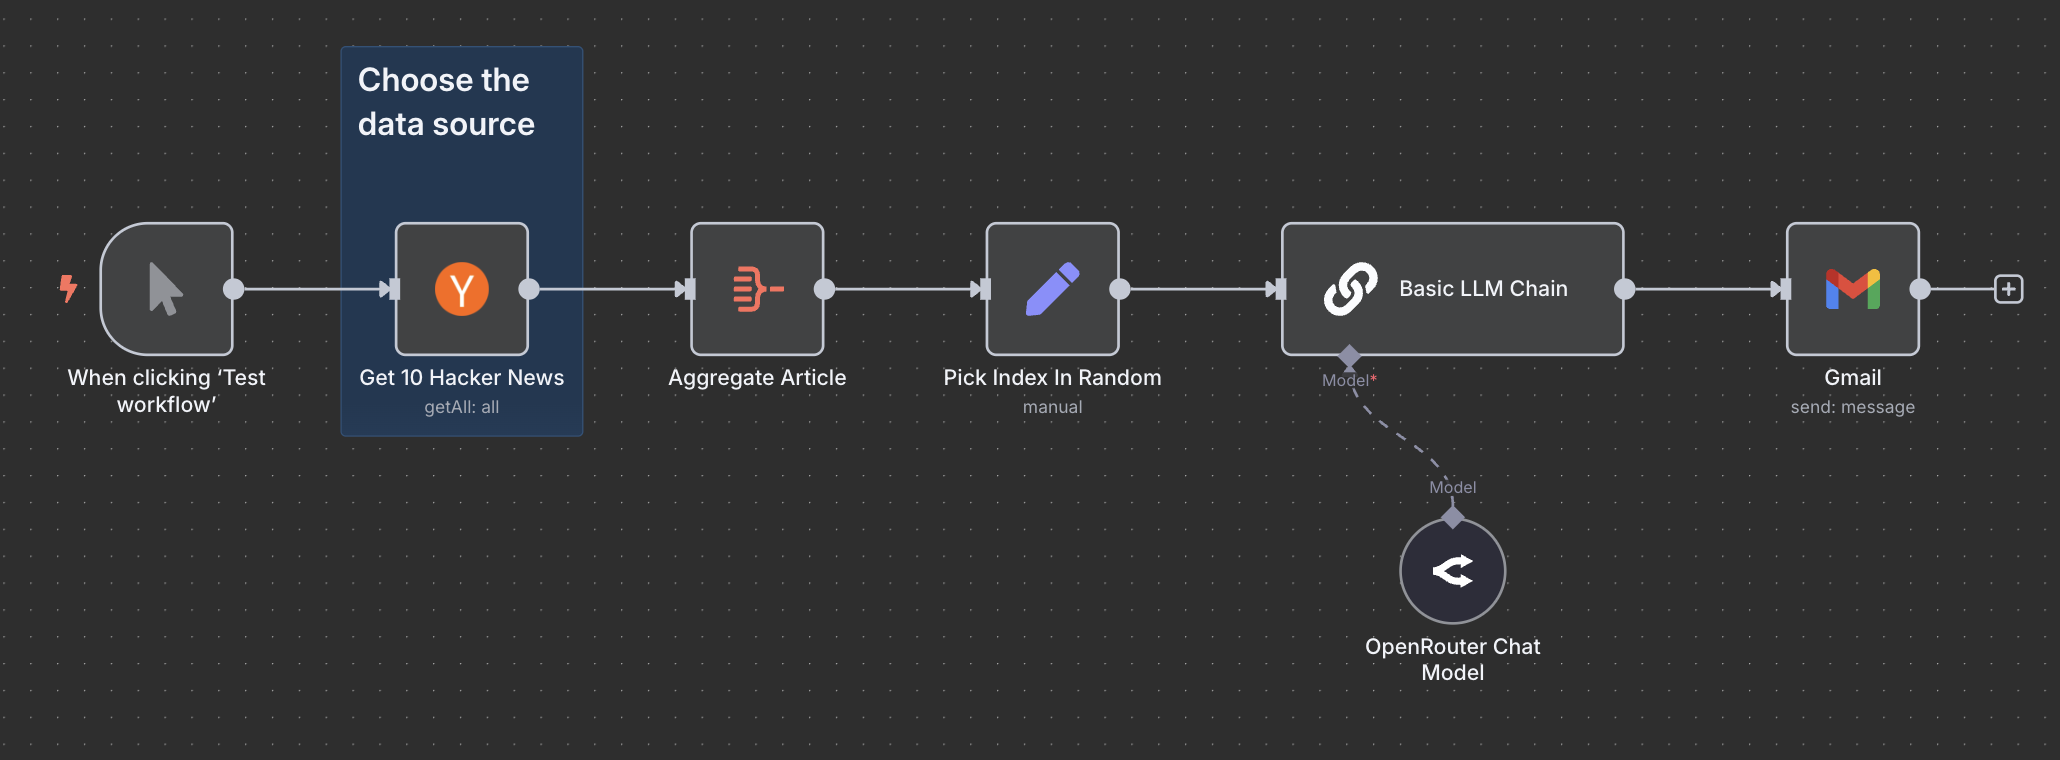 Choose the
data source
When clicking ‘Test
workflow’
Get 10 Hacker News
getAll: all
Aggregate Article
Pick Index In Random
manual
Basic LLM Chain
Model*
Model
OpenRouter Chat
Model
Gmail
send: message